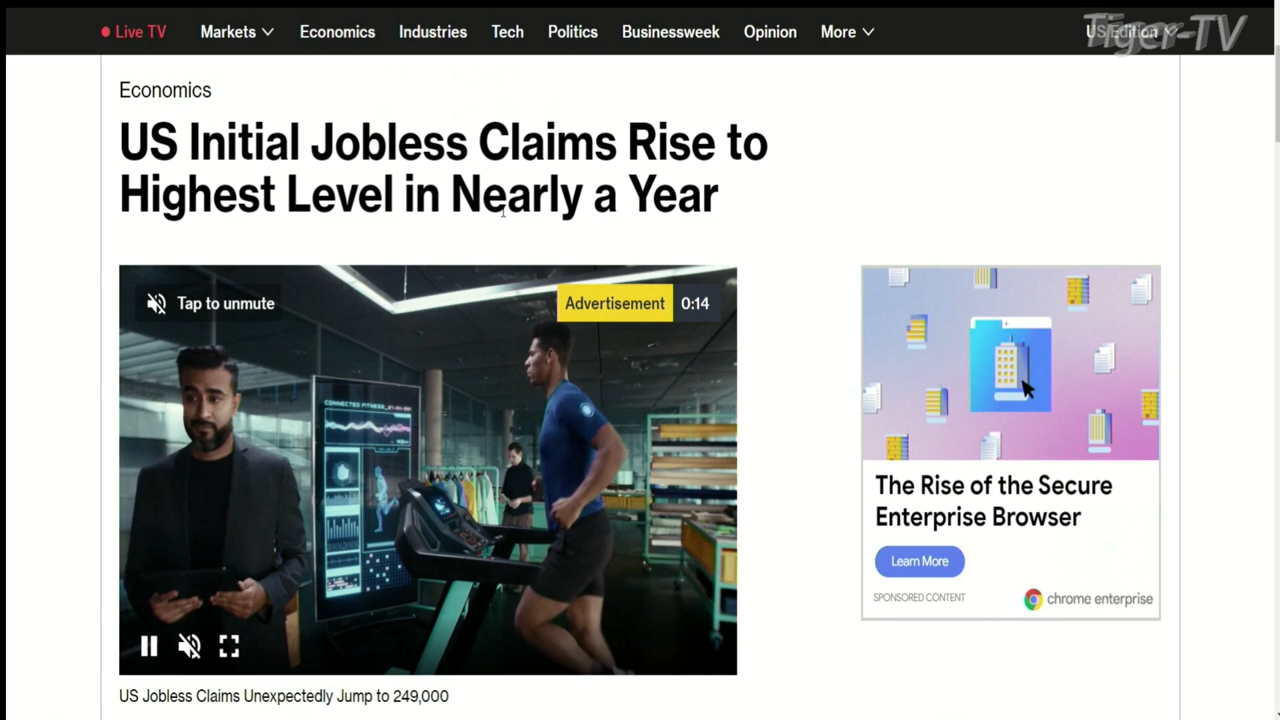 Live TV Markets Economics Industries Tech Politics Businessweek Opinion More US Edition
Tiger-TV
Economics
US Initial Jobless Claims Rise to
Highest Level in Nearly a Year
Tap to unmute
Advertisement 0:14
CONNECTED FITNESS
The Rise of the Secure
Enterprise Browser
Learn More
SPONSORED CONTENT
chrome enterprise
US Jobless Claims Unexpectedly Jump to 249,000